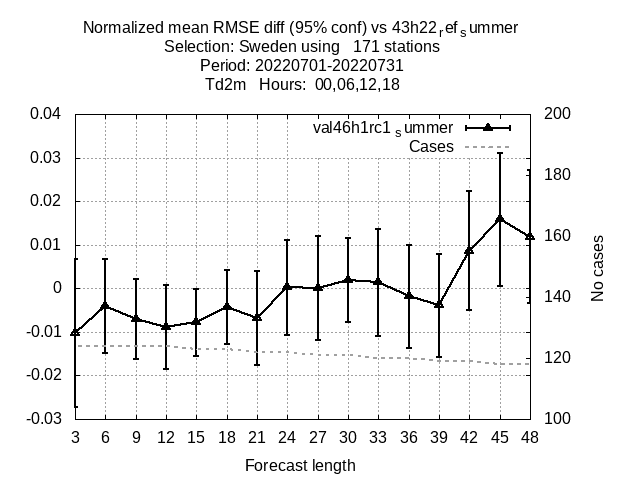 Normalized mean RMSE diff (95% conf) vs 43h22refsummer
Selection: Sweden using 171 stations
Period: 20220701-20220731
Td2m Hours: 00,06,12,18
val46h1rc1summer
Cases
0.04
0.03
0.02
0.01
0
-0.01
-0.02
-0.03
200
180
160
140
120
100
No cases
3 6 9 12 15 18 21 24 27 30 33 36 39 42 45 48
Forecast length